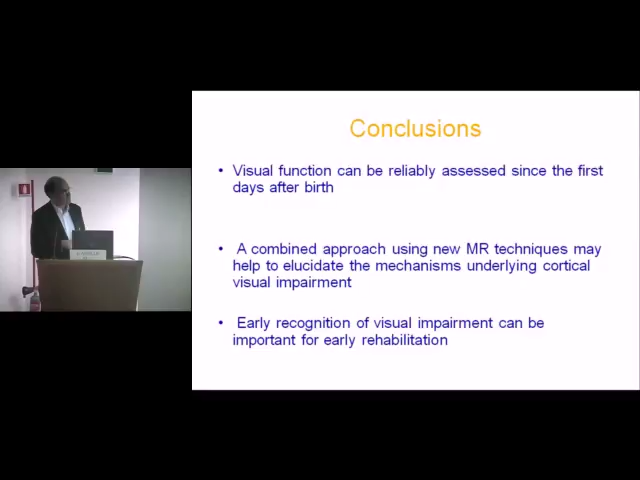 Conclusions
• Visual function can be reliably assessed since the first
days after birth
• A combined approach using new MR techniques may
help to elucidate the mechanisms underlying cortical
visual impairment
• Early recognition of visual impairment can be
important for early rehabilitation